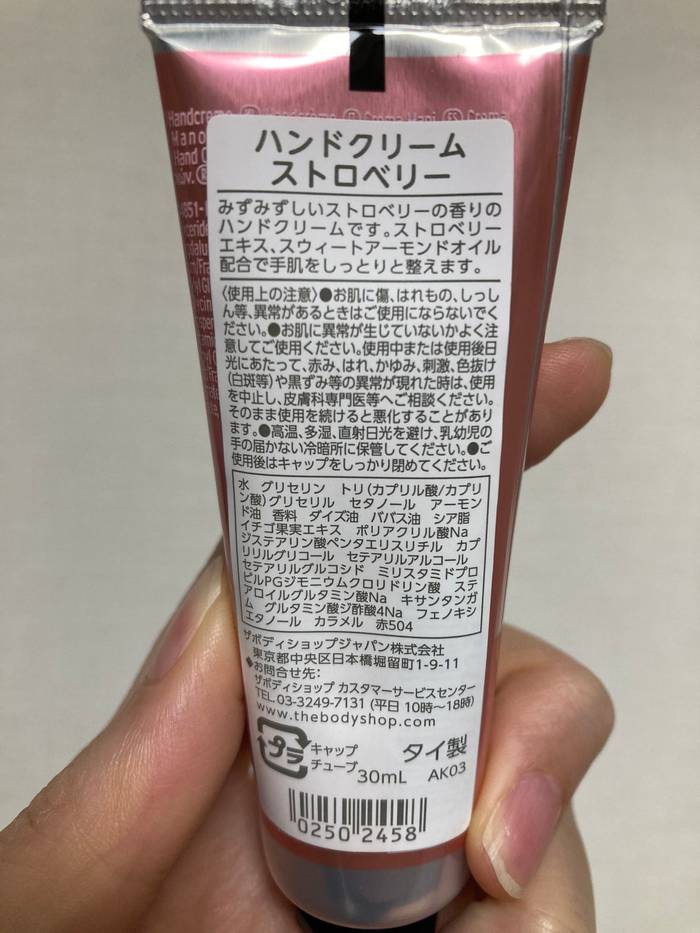 Handcreme
Mano
Hand C
ハンドクリーム
ストロベリー
みずみずしいストロベリーの香りの
ハンドクリームです。ストロベリー
エキス、スウィートアーモンドオイル
配合で手肌をしっとりと整えます。
〈使用上の注意〉●お肌に傷、はれもの、しっし
ん等、異常があるときはご使用にならないでく
ださい。●お肌に異常が生じていないかよく注
意してご使用ください。使用中または使用後日
光にあたって、赤み、はれ、かゆみ、刺激、色抜け
(白斑等)や黒ずみ等の異常が現れた時は、使用
を中止し、皮膚科専門医等へご相談ください。
そのまま使用を続けると悪化することがあり
ます。●高温、多湿、直射日光を避け、乳幼児の
手の届かない冷暗所に保管してください。●ご
使用後はキャップをしっかり閉めてください。
水 グリセリン トリ(カプリル酸/カプリ
ン酸)グリセリル セタノール アーモン
ド油 香料 ダイズ油 ババス油 シア脂
イチゴ果実エキス ポリアクリル酸Na
ジステアリン酸ペンタエリスリチル カプ
リリルグリコール セテアリルアルコール
セテアリルグルコシド ミリスタミドプロ
ピルPGジモニウムクロリドリン酸 ステ
アロイルグルタミン酸Na キサンタンガ
ム グルタミン酸ジ酢酸4Na フェノキシ
エタノール カラメル 赤504
ザボディショップジャパン株式会社
東京都中央区日本橋堀留町1-9-11
◆お問合せ先:
ザボディショップ カスタマーサービスセンター
TEL.03-3249-7131 (平日 10時〜18時)
www.thebodyshop.com
プラ
キャップ
チューブ
30mL
タイ製
AK03
0250 2458